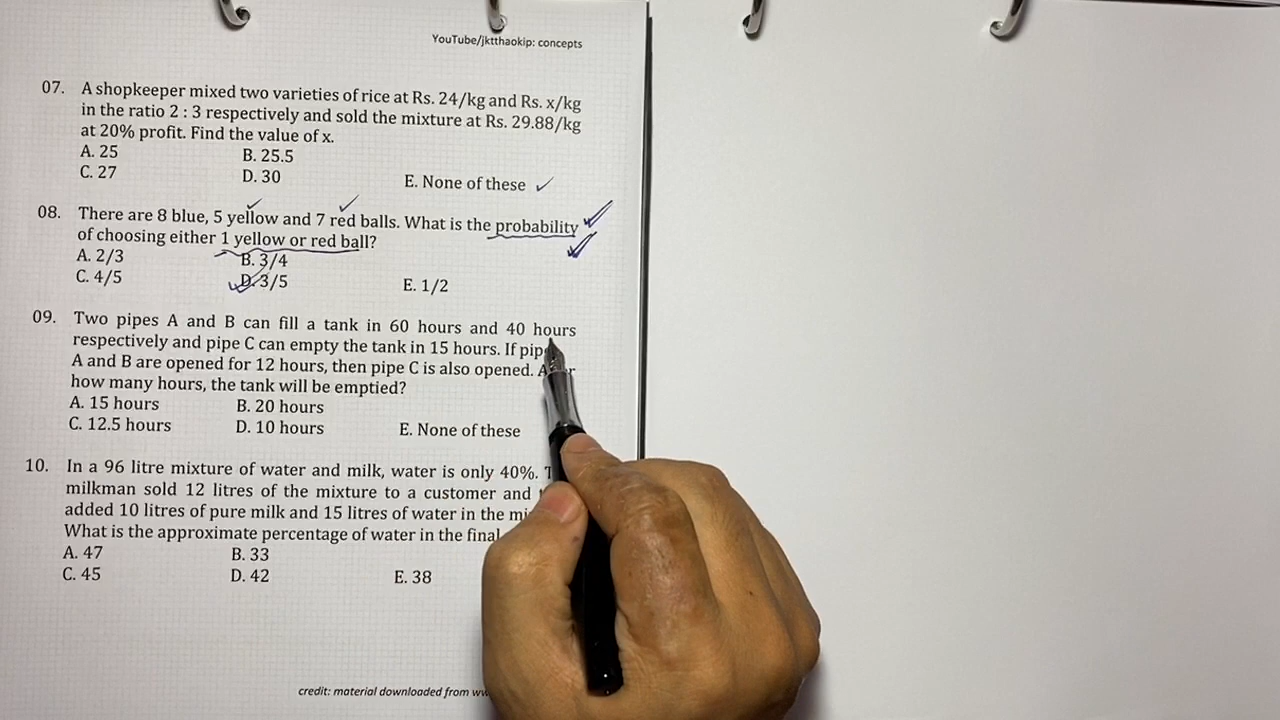 YouTube/jktthaokip: concepts
07. A shopkeeper mixed two varieties of rice at Rs. 24/kg and Rs. x/kg
in the ratio 2 : 3 respectively and sold the mixture at Rs. 29.88/kg
at 20% profit. Find the value of x.
A. 25 B. 25.5
C. 27 D. 30 E. None of these
08. There are 8 blue, 5 yellow and 7 red balls. What is the probability
of choosing either 1 yellow or red ball?
A. 2/3 B. 3/4
C. 4/5 D. 3/5 E. 1/2
09. Two pipes A and B can fill a tank in 60 hours and 40 hours
respectively and pipe C can empty the tank in 15 hours. If
A and B are opened for 12 hours, then pipe C is also opened.
how many hours, the tank will be emptied?
A. 15 hours B. 20 hours
C. 12.5 hours D. 10 hours E. None of these
10. In a 96 litre mixture of water and milk, water is only 40%.
milkman sold 12 litres of the mixture to a customer and
added 10 litres of pure milk and 15 litres of water in the
What is the approximate percentage of water in the final
A. 47 B. 33
C. 45 D. 42 E. 38
credit: material downloaded from